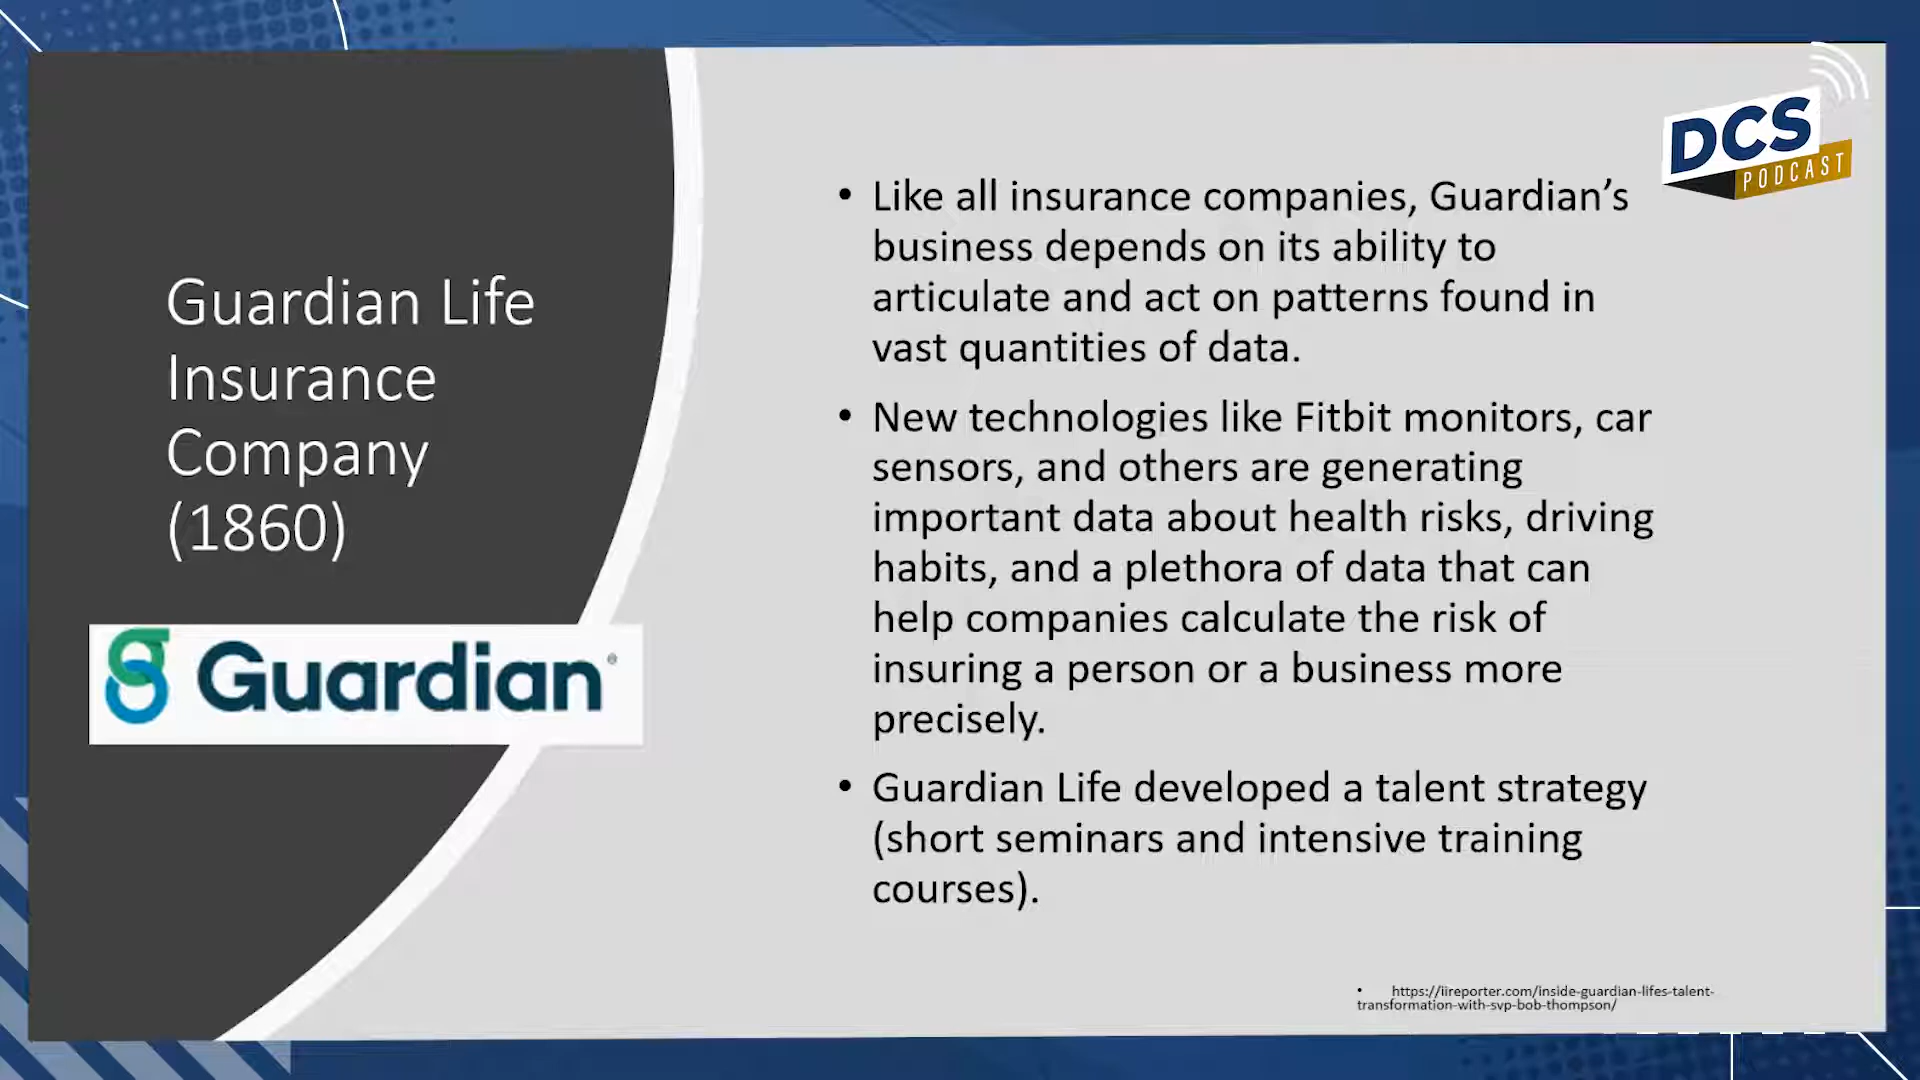 DCS
PODCAST
Guardian Life
Insurance
Company
(1860)
Guardian®
• Like all insurance companies, Guardian’s
business depends on its ability to
articulate and act on patterns found in
vast quantities of data.
• New technologies like Fitbit monitors, car
sensors, and others are generating
important data about health risks, driving
habits, and a plethora of data that can
help companies calculate the risk of
insuring a person or a business more
precisely.
• Guardian Life developed a talent strategy
(short seminars and intensive training
courses).
• https://iireporter.com/inside-guardian-lifes-talent-
transformation-with-svp-bob-thompson/